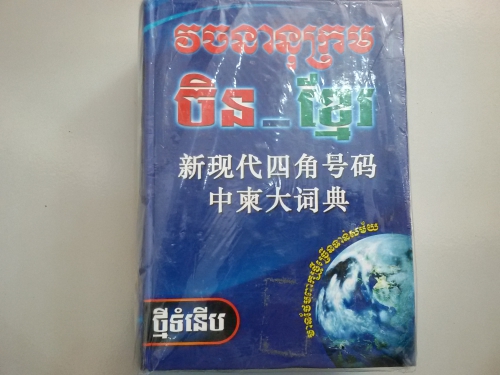 វចនានុក្រម
ចិន_ខ្មែរ
新现代四角号码
中柬大词典
ថ្មីទំនើប